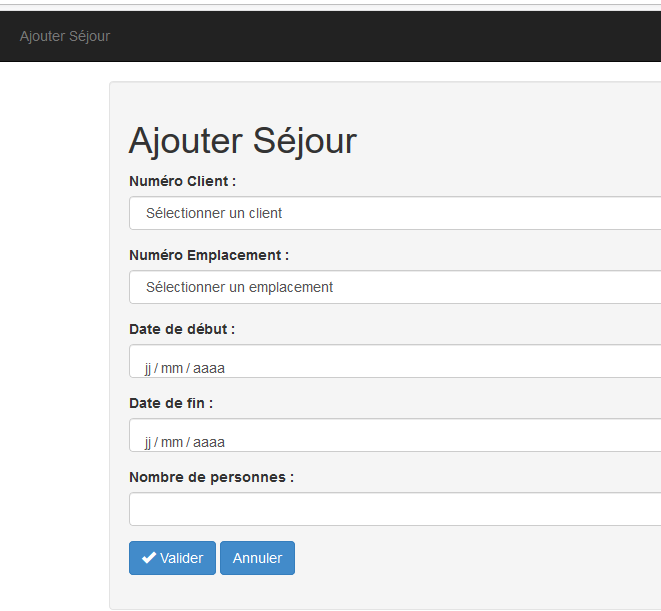 Ajouter Séjour
Ajouter Séjour
Numéro Client :
Sélectionner un client
Numéro Emplacement :
Sélectionner un emplacement
Date de début :
jj / mm / aaaa
Date de fin :
jj / mm / aaaa
Nombre de personnes :
Valider Annuler